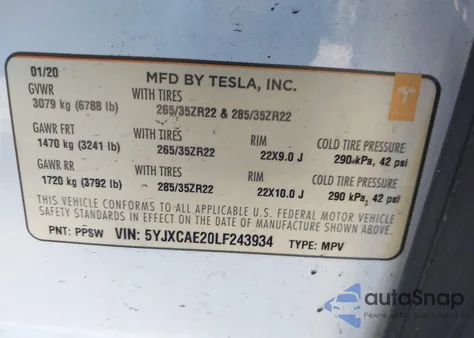 01/20 MFD BY TESLA, INC.
GVWR WITH TIRES
3079 kg (6788 lb) 265/35ZR22 & 285/35ZR22
GAWR FRT WITH TIRES RIM COLD TIRE PRESSURE
1470 kg (3241 lb) 265/35ZR22 22X9.0 J 290 kPa, 42 psi
GAWR RR WITH TIRES RIM COLD TIRE PRESSURE
1720 kg (3792 lb) 285/35ZR22 22X10.0 J 290 kPa, 42 psi
THIS VEHICLE CONFORMS TO ALL APPLICABLE U.S. FEDERAL MOTOR VEHICLE
SAFETY STANDARDS IN EFFECT ON THE DATE OF MANUFACTURE SHOWN ABOVE.
PNT: PPSW VIN: 5YJXCAE20LF243934 TYPE: MPV
autoSnap